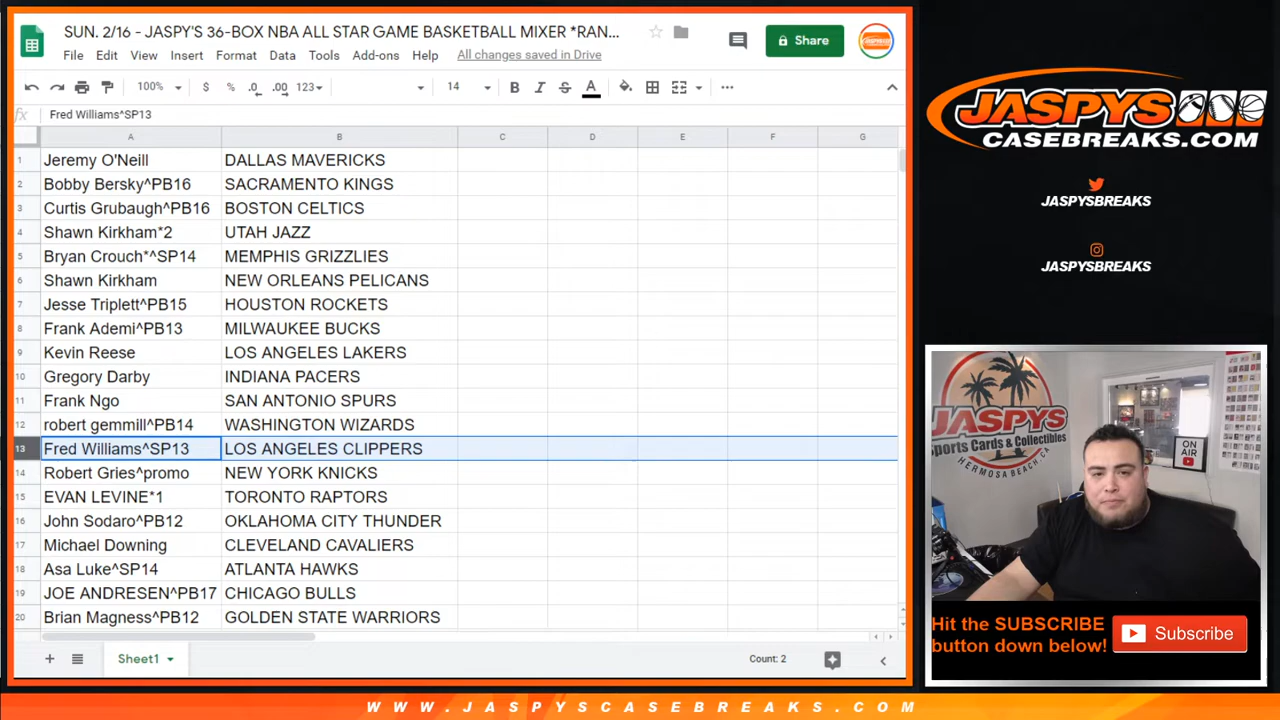 SUN. 2/16 - JASPY'S 36-BOX NBA ALL STAR GAME BASKETBALL MIXER *RAN...
File Edit View Insert Format Data Tools Add-ons Help All changes saved in Drive
Share
100% $ % .0 .00 123 14 B I S A
fx Fred Williams^SP13
A B C D E F G
1 Jeremy O'Neill DALLAS MAVERICKS
2 Bobby Bersky^PB16 SACRAMENTO KINGS
3 Curtis Grubaugh^PB16 BOSTON CELTICS
4 Shawn Kirkham*2 UTAH JAZZ
5 Bryan Crouch*^SP14 MEMPHIS GRIZZLIES
6 Shawn Kirkham NEW ORLEANS PELICANS
7 Jesse Triplett^PB15 HOUSTON ROCKETS
8 Frank Ademi^PB13 MILWAUKEE BUCKS
9 Kevin Reese LOS ANGELES LAKERS
10 Gregory Darby INDIANA PACERS
11 Frank Ngo SAN ANTONIO SPURS
12 robert gemmill^PB14 WASHINGTON WIZARDS
13 Fred Williams^SP13 LOS ANGELES CLIPPERS
14 Robert Gries^promo NEW YORK KNICKS
15 EVAN LEVINE*1 TORONTO RAPTORS
16 John Sodaro^PB12 OKLAHOMA CITY THUNDER
17 Michael Downing CLEVELAND CAVALIERS
18 Asa Luke^SP14 ATLANTA HAWKS
19 JOE ANDRESEN^PB17 CHICAGO BULLS
20 Brian Magness^PB12 GOLDEN STATE WARRIORS
Sheet1
Count: 2
JASPYS
CASEBREAKS.COM
JASPYSBREAKS
JASPYSBREAKS
JASPYS
Sports Cards & Collectibles
HERMOSA BEACH, CA
ON
AIR
Hit the SUBSCRIBE
button down below!
Subscribe
WWW.JASPYSCASEBREAKS.COM